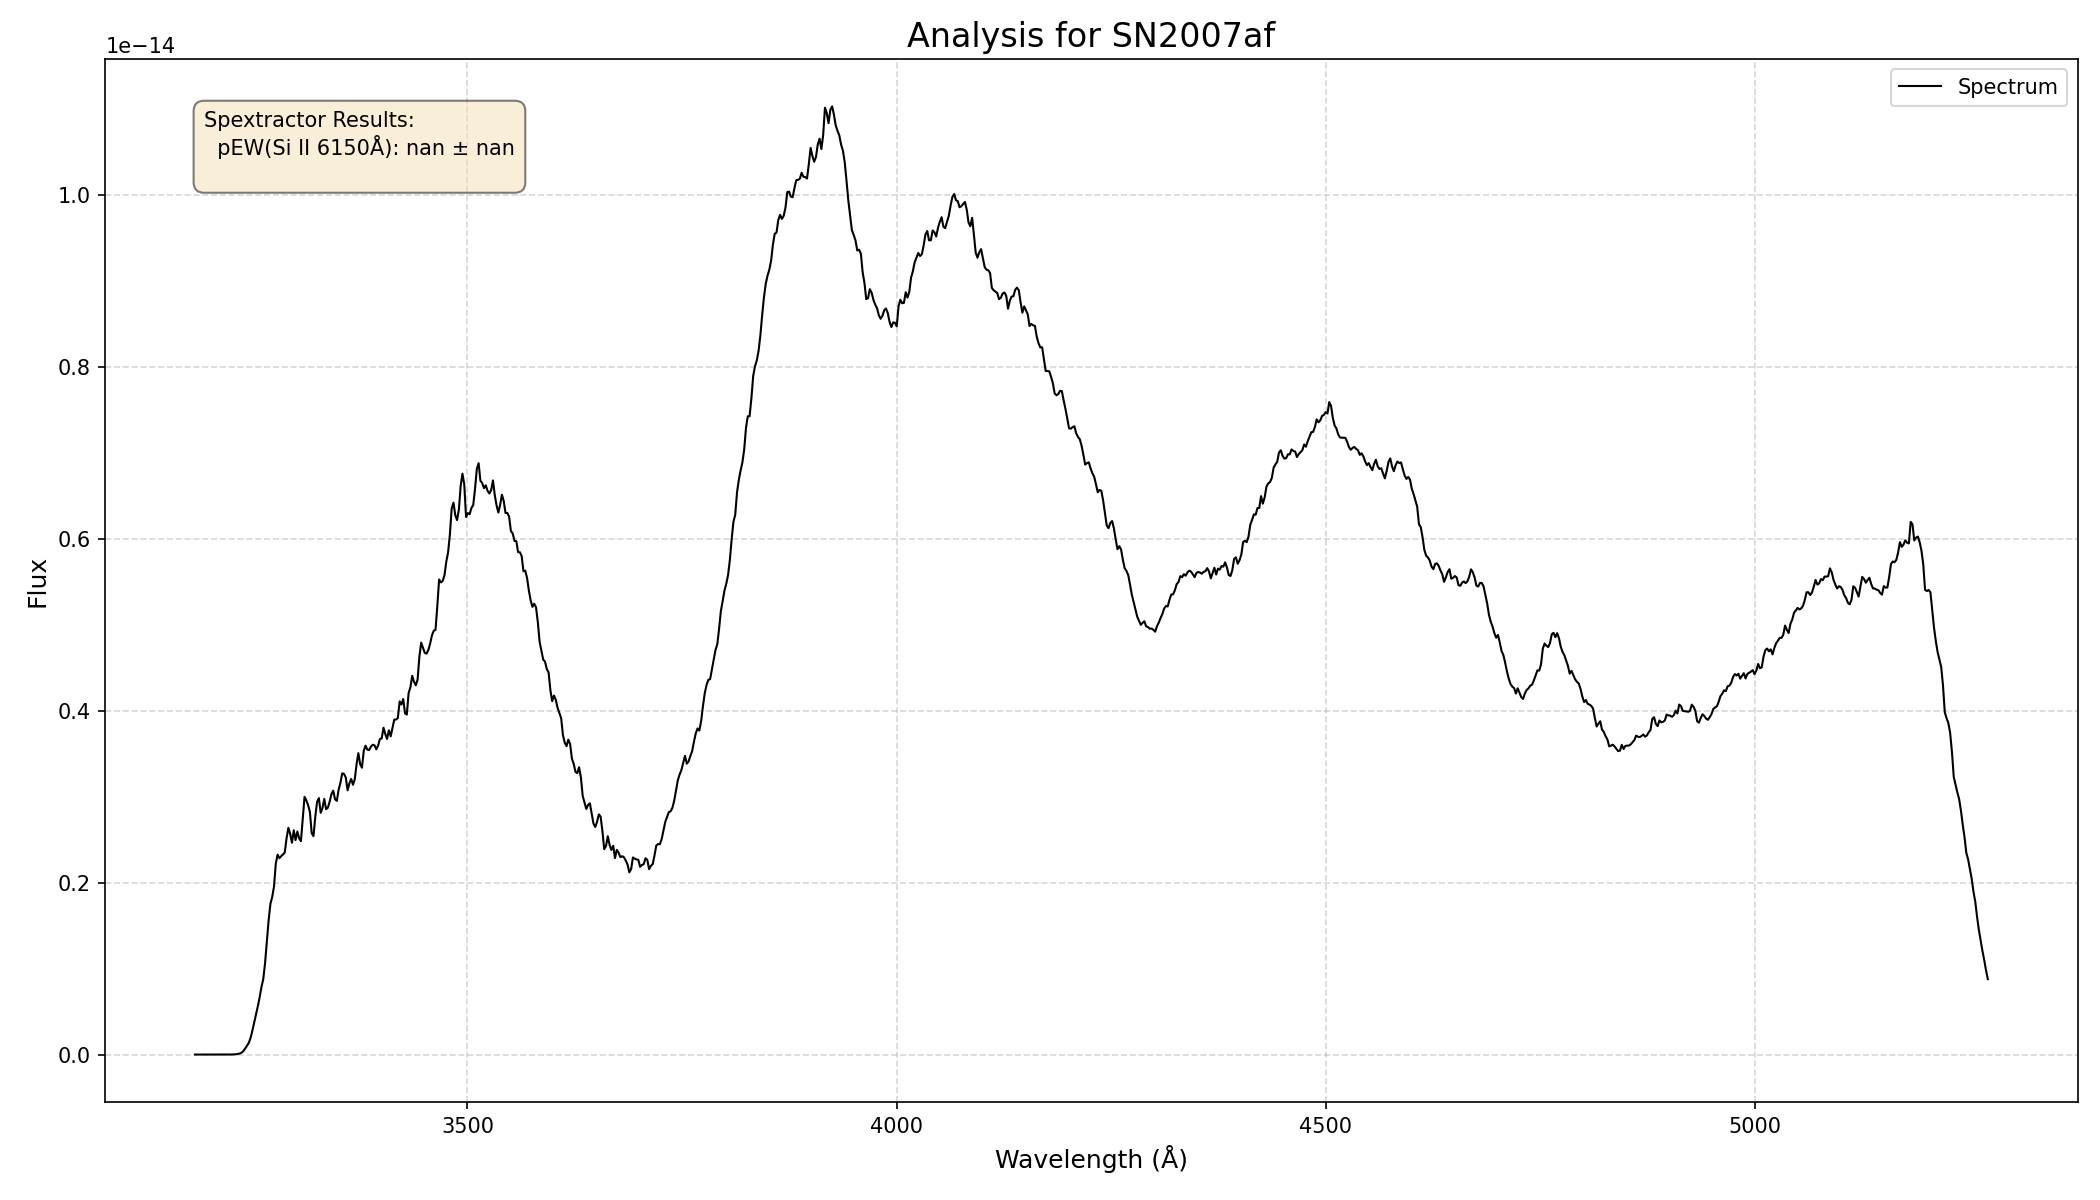 Analysis for SN2007af
1e−14
Spectrum
Spextractor Results:
pEW(Si II 6150Å): nan ± nan
1.0
0.8
0.6
0.4
0.2
0.0
Flux
3500
4000
4500
5000
Wavelength (Å)